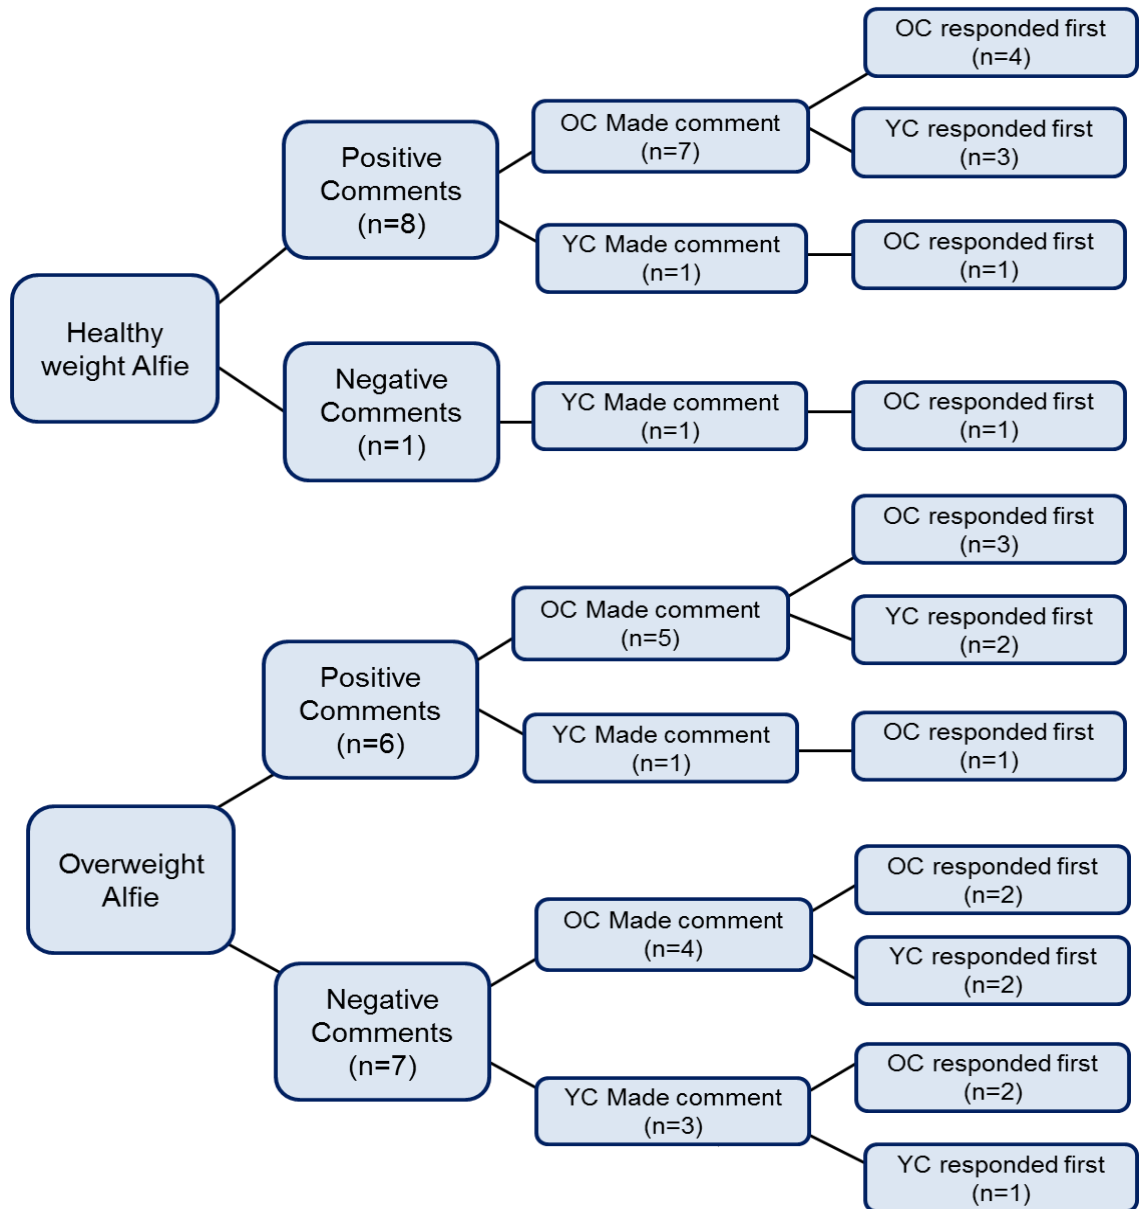 Healthy
weight Alfie
Positive
Comments
(n=8)
OC Made comment
(n=7)
OC responded first
(n=4)
YC responded first
(n=3)
YC Made comment
(n=1)
OC responded first
(n=1)
Negative
Comments
(n=1)
YC Made comment
(n=1)
OC responded first
(n=1)
Overweight
Alfie
Positive
Comments
(n=6)
OC Made comment
(n=5)
OC responded first
(n=3)
YC responded first
(n=2)
YC Made comment
(n=1)
OC responded first
(n=1)
Negative
Comments
(n=7)
OC Made comment
(n=4)
OC responded first
(n=2)
YC responded first
(n=2)
YC Made comment
(n=3)
OC responded first
(n=2)
YC responded first
(n=1)